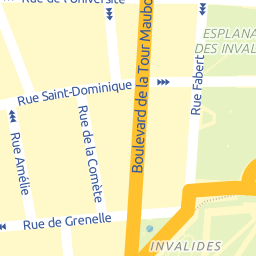 Rue de l'Université
Boulevard de la Tour Maubo
ESPLANA
DES INVALI
Rue Fabert
Rue Saint-Dominique
Rue de la Comète
Rue Amélie
Rue de Grenelle
INVALIDES